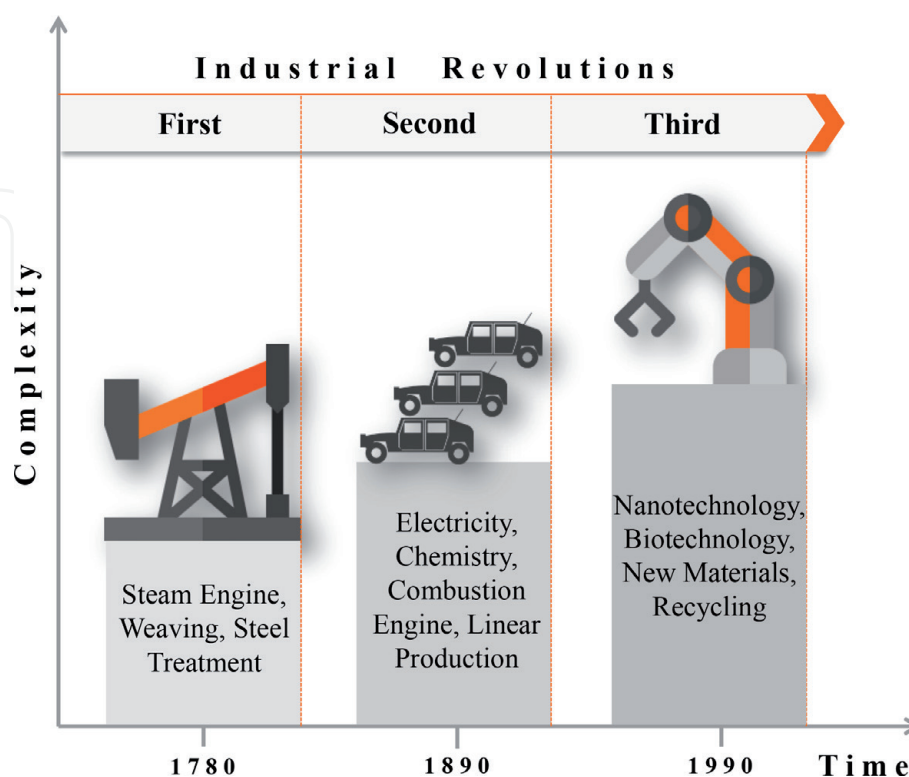 Industrial Revolutions
First
Second
Third
Complexity
Steam Engine,
Weaving, Steel
Treatment
Electricity,
Chemistry,
Combustion
Engine, Linear
Production
Nanotechnology,
Biotechnology,
New Materials,
Recycling
1780
1890
1990
Time